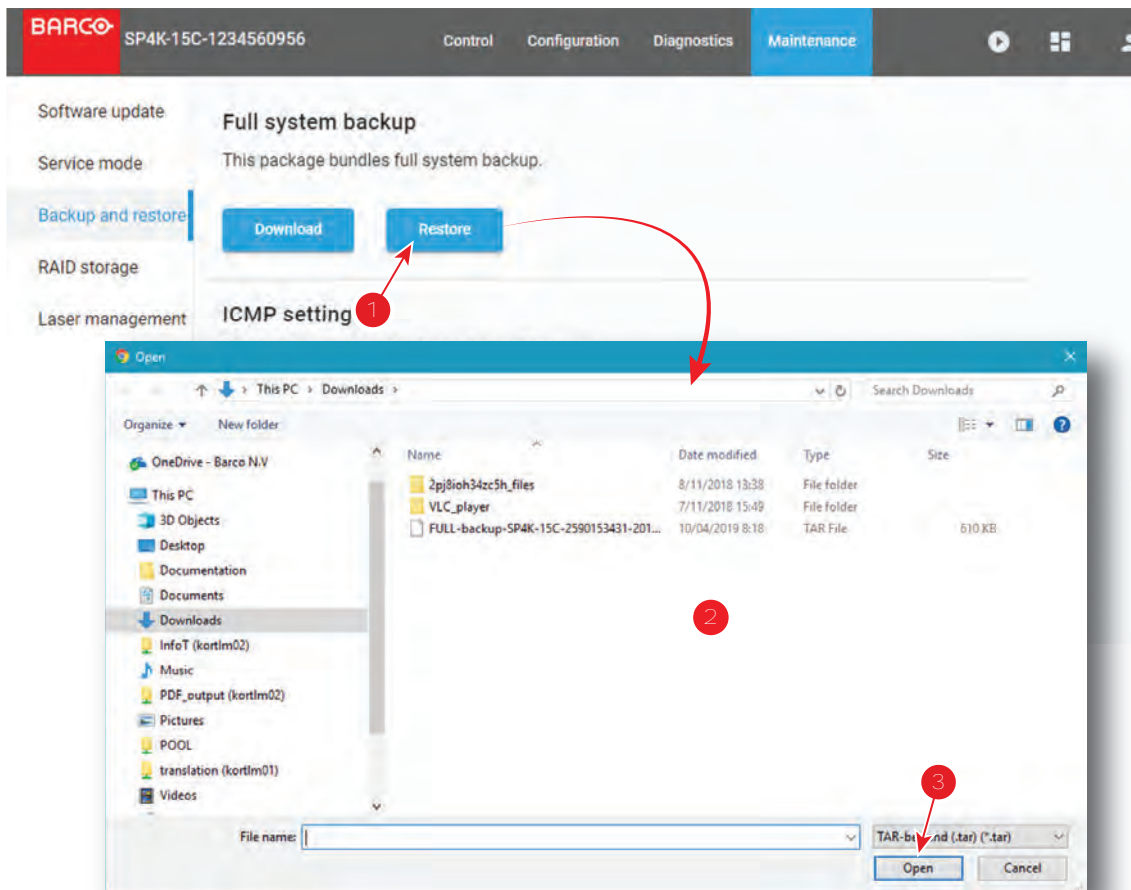 BARCO SP4K-15C-1234560956 Control Configuration Diagnostics Maintenance
Software update
Service mode
Backup and restore
RAID storage
Laser management
Full system backup
This package bundles full system backup.
Download Restore
1
ICMP setting
Open
This PC > Downloads >
Search Downloads
Organize New folder
OneDrive - Barco N.V
This PC
3D Objects
Desktop
Documentation
Documents
Downloads
InfoT (kortlm02)
Music
PDF_output (kortlm02)
Pictures
POOL
translation (kortlm01)
Videos
Name Date modified Type Size
2pj8ioh34zc5h_files 8/11/2018 13:38 File folder
VLC_player 7/11/2018 15:49 File folder
FULL-backup-SP4K-15C-2590153431-201... 10/04/2019 8:18 TAR File 610 KB
2
3
File name: (.tar) (*.tar)
Open Cancel